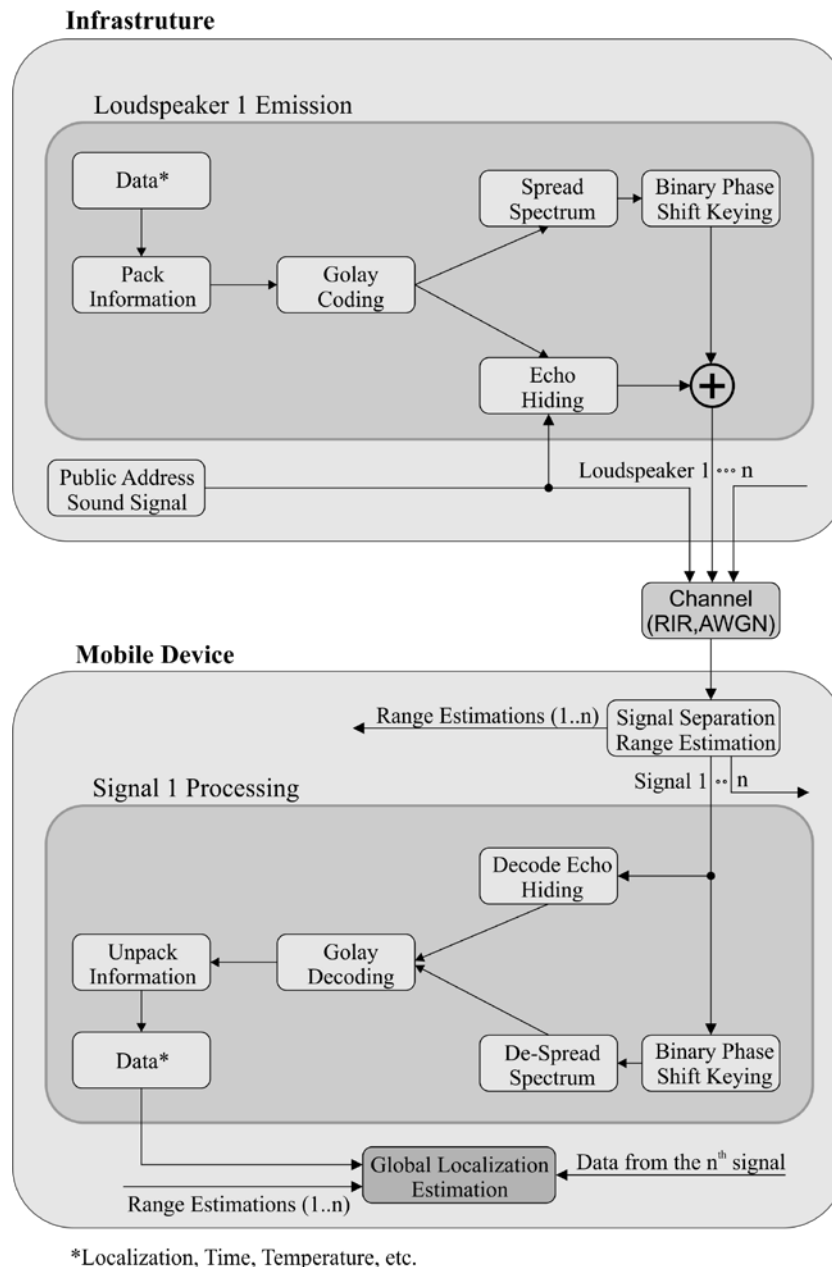 Infrastruture
Loudspeaker 1 Emission
Data*
Spread
Spectrum
Binary Phase
Shift Keying
Pack
Information
Golay
Coding
Echo
Hiding
+
Public Address
Sound Signal
Loudspeaker 1 ••• n
Channel
(RIR,AWGN)
Mobile Device
Range Estimations (1..n)
Signal Separation
Range Estimation
Signal 1 •• n
Signal 1 Processing
Decode Echo
Hiding
Unpack
Information
Golay
Decoding
Data*
De-Spread
Spectrum
Binary Phase
Shift Keying
Global Localization
Estimation
Data from the nth signal
Range Estimations (1..n)
*Localization, Time, Temperature, etc.